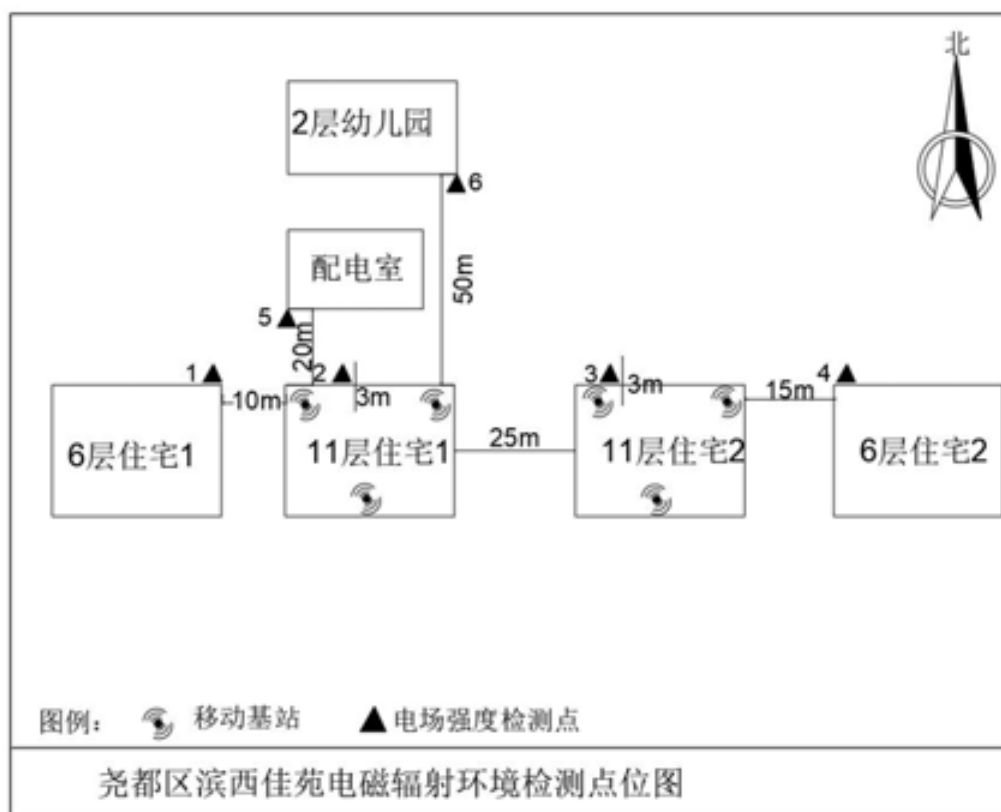 北
2层幼儿园
6
配电室
50m
5
20m
1
2
3
3m
4
10m
3m
15m
25m
6层住宅1
11层住宅1
11层住宅2
6层住宅2
图例：
移动基站
电场强度检测点
尧都区滨西佳苑电磁辐射环境检测点位图